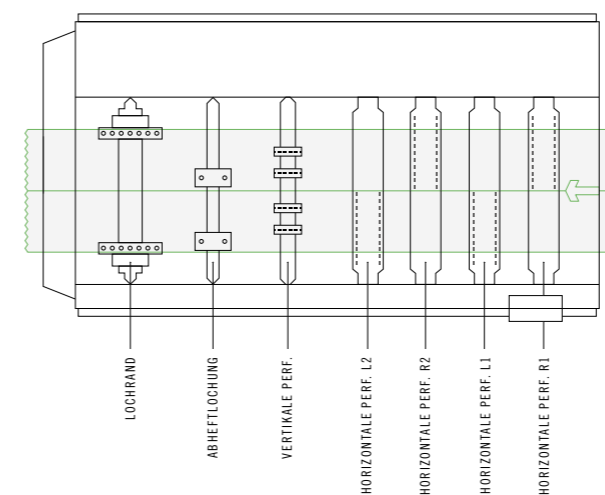 LOCHRAND
ABHEFTLOCHUNG
VERTIKALE PERF.
HORIZONTALE PERF. L2
HORIZONTALE PERF. R2
HORIZONTALE PERF. L1
HORIZONTALE PERF. R1